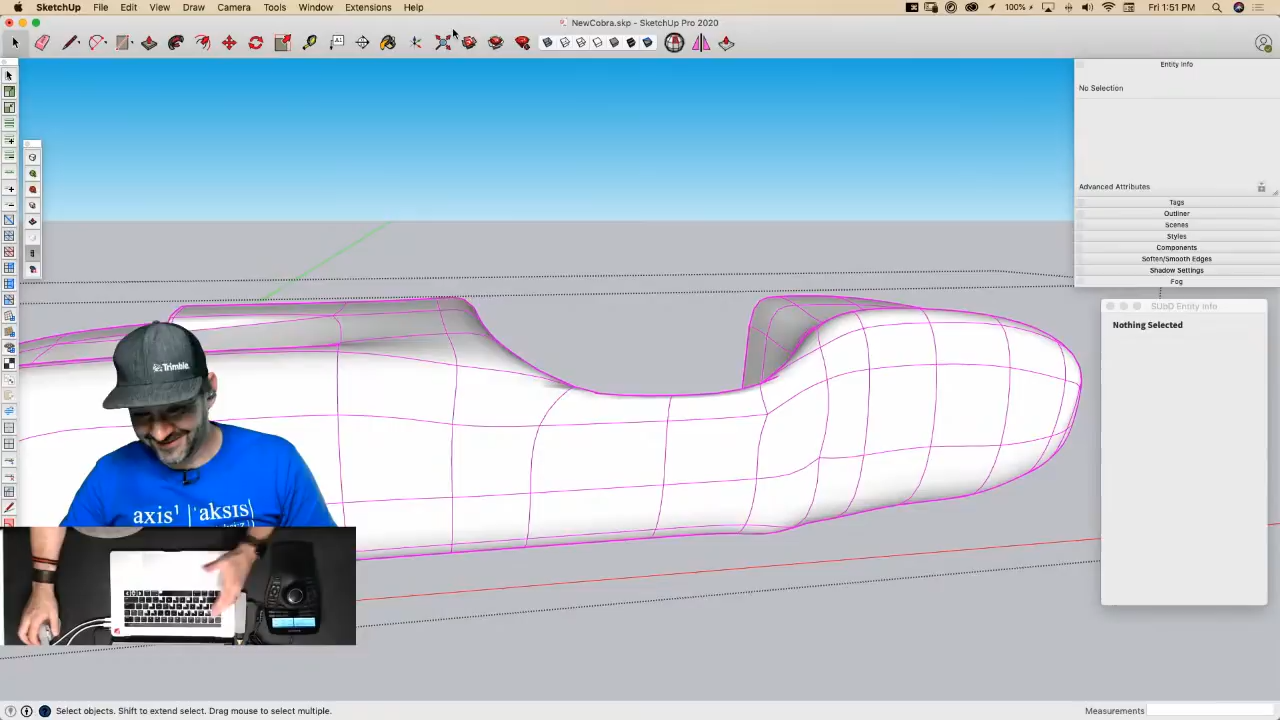 SketchUp File Edit View Draw Camera Tools Window Extensions Help
100% Fri 1:51 PM
NewCobra.skp - SketchUp Pro 2020
Entity Info
No Selection
Advanced Attributes
Tags
Outliner
Scenes
Styles
Components
Soften/Smooth Edges
Shadow Settings
Fog
SUbD Entity Info
Nothing Selected
Trimble
axis¹ | ˈaksɪs|
Select objects. Shift to extend select. Drag mouse to select multiple.
Measurements